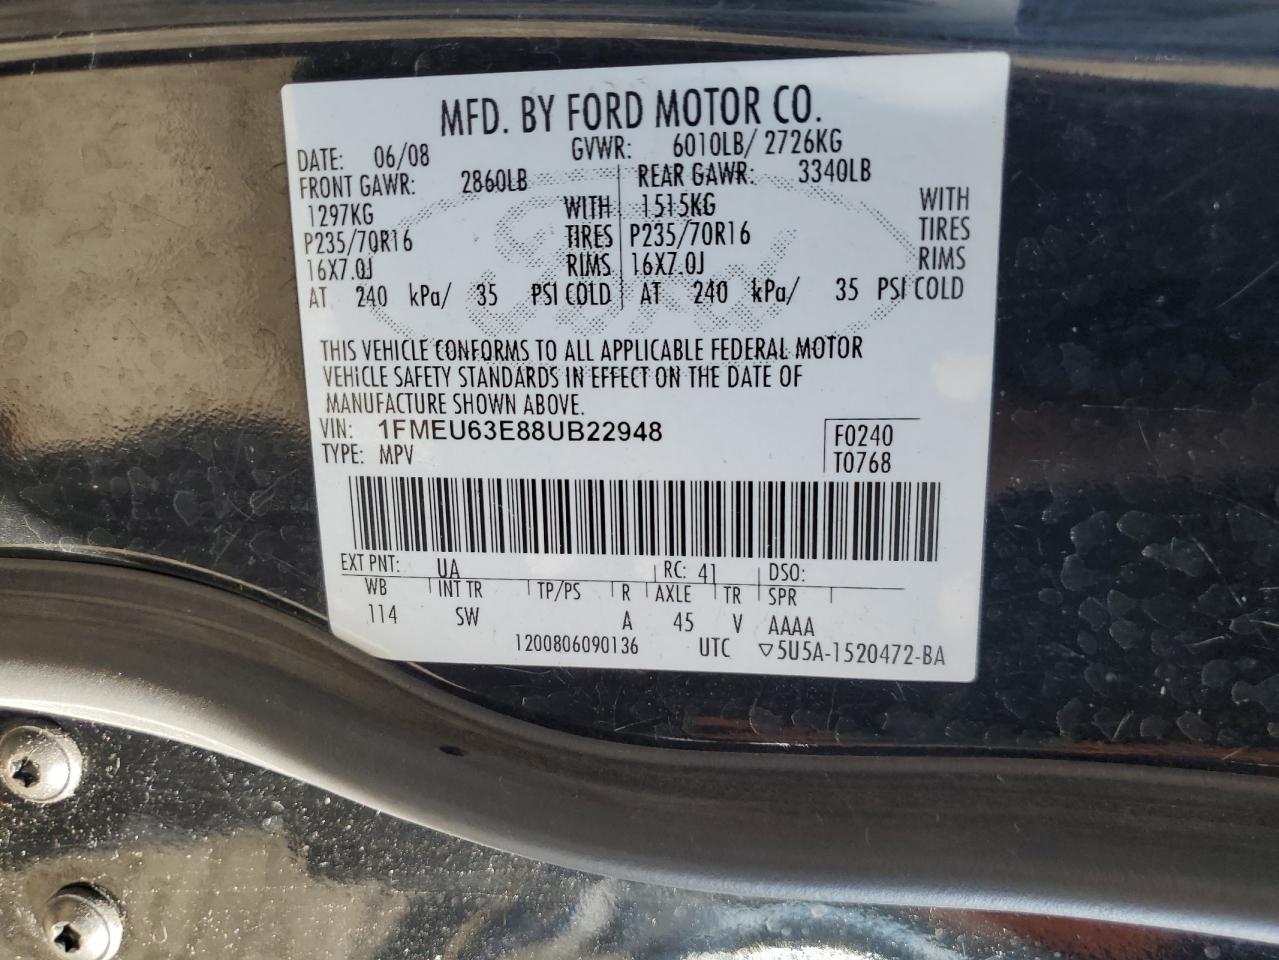 MFD. BY FORD MOTOR CO.
DATE: 06/08 GVWR: 6010LB/ 2726KG
FRONT GAWR: 2860LB REAR GAWR: 3340LB
1297KG WITH 1515KG WITH
P235/70R16 TIRES P235/70R16 TIRES
16X7.0J RIMS 16X7.0J RIMS
AT 240 kPa/ 35 PSI COLD AT 240 kPa/ 35 PSI COLD
THIS VEHICLE CONFORMS TO ALL APPLICABLE FEDERAL MOTOR
VEHICLE SAFETY STANDARDS IN EFFECT ON THE DATE OF
MANUFACTURE SHOWN ABOVE.
VIN: 1FMEU63E88UB22948 F0240
TYPE: MPV T0768
EXT PNT: UA RC: 41 DSO:
WB INT TR TP/PS R AXLE TR SPR
114 SW A 45 V AAAA
1200806090136 UTC ▽5U5A-1520472-BA